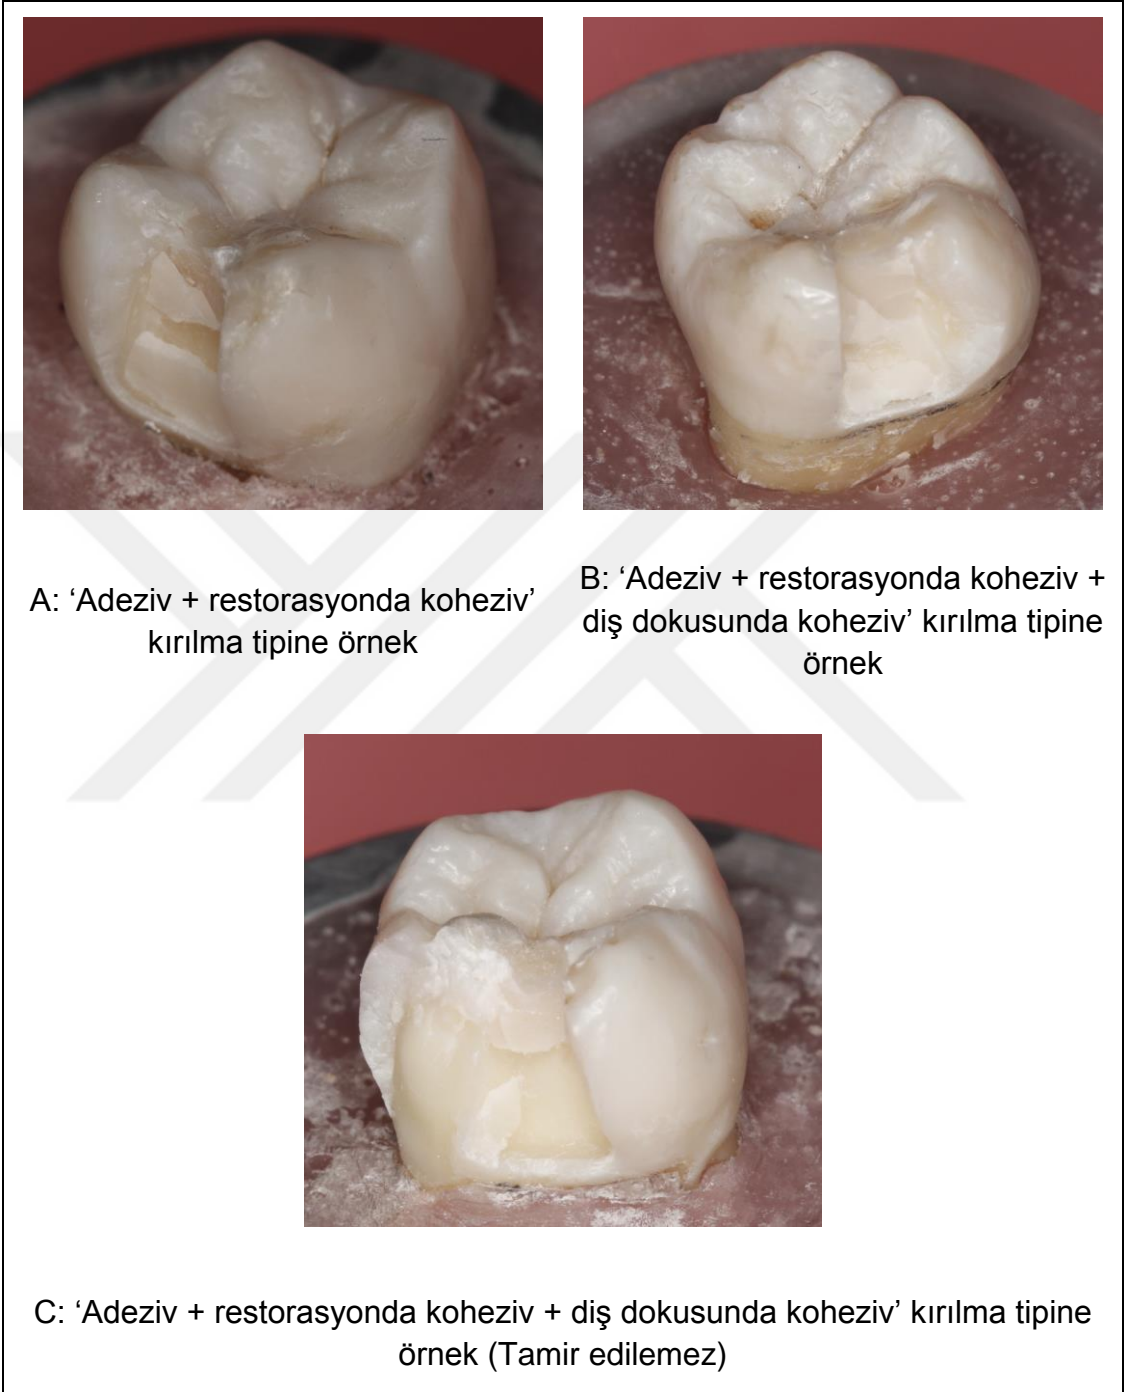 A: ‘Adeziv + restorasyonda koheziv’
kırılma tipine örnek
B: ‘Adeziv + restorasyonda koheziv +
diş dokusunda koheziv’ kırılma tipine
örnek
C: ‘Adeziv + restorasyonda koheziv + diş dokusunda koheziv’ kırılma tipine
örnek (Tamir edilemez)